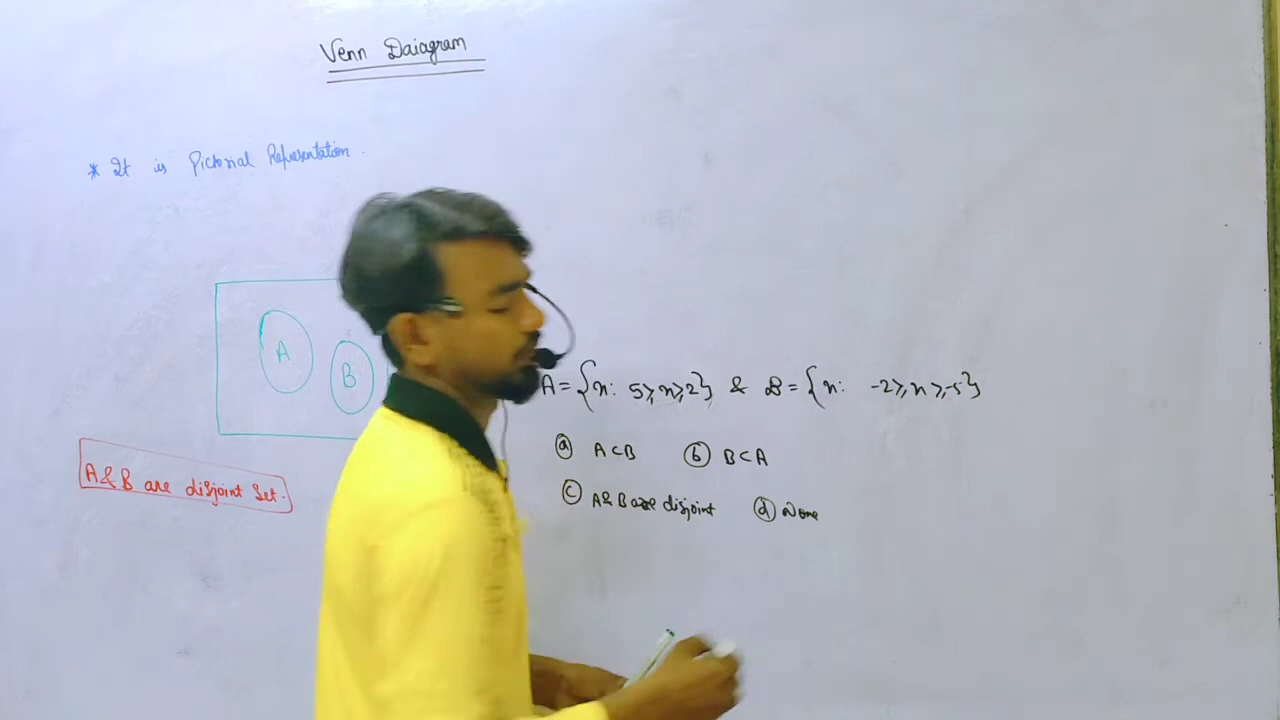 Venn Daiagram
* It is Pictorial Representation.
A
B
A & B are disjoint Set.
A = {x: 5≥x≥2} & B = {x: -2≥x≥-5}
(a) A⊂B (b) B⊂A
(c) A & B are disjoint (d) None